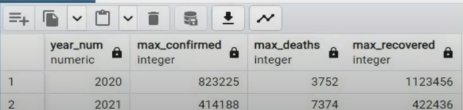 year_num max_confirmed max_deaths max_recovered
numeric integer integer integer
1 2020 823225 3752 1123456
2 2021 414188 7374 422436